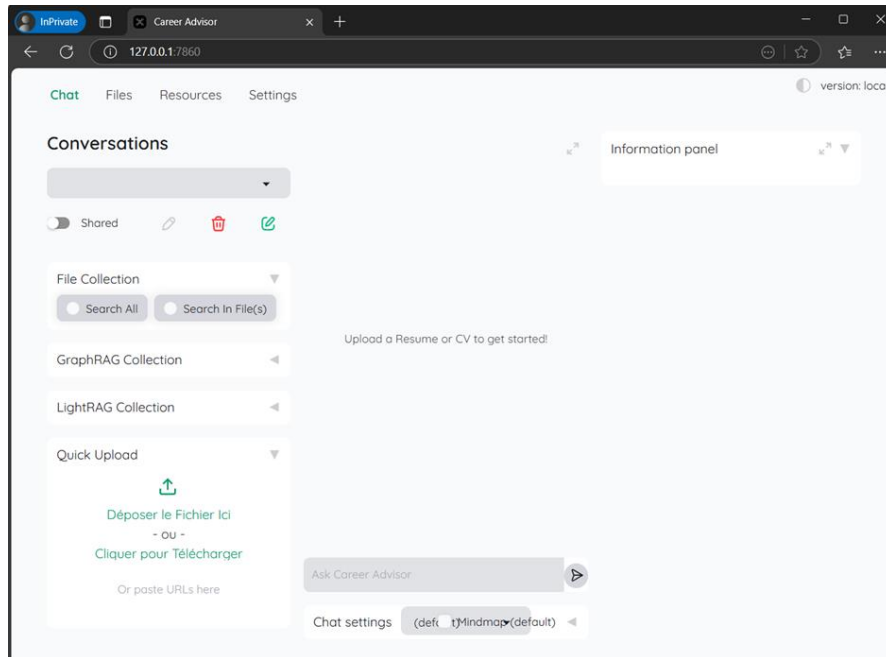 InPrivate
Career Advisor
127.0.0.1:7860
Chat Files Resources Settings
version: loca
Conversations
Shared
File Collection
Search All Search In File(s)
GraphRAG Collection
LightRAG Collection
Quick Upload
Déposer le Fichier Ici
- ou -
Cliquer pour Télécharger
Or paste URLs here
Upload a Resume or CV to get started!
Ask Career Advisor
Chat settings
Mindmap (default)
Information panel